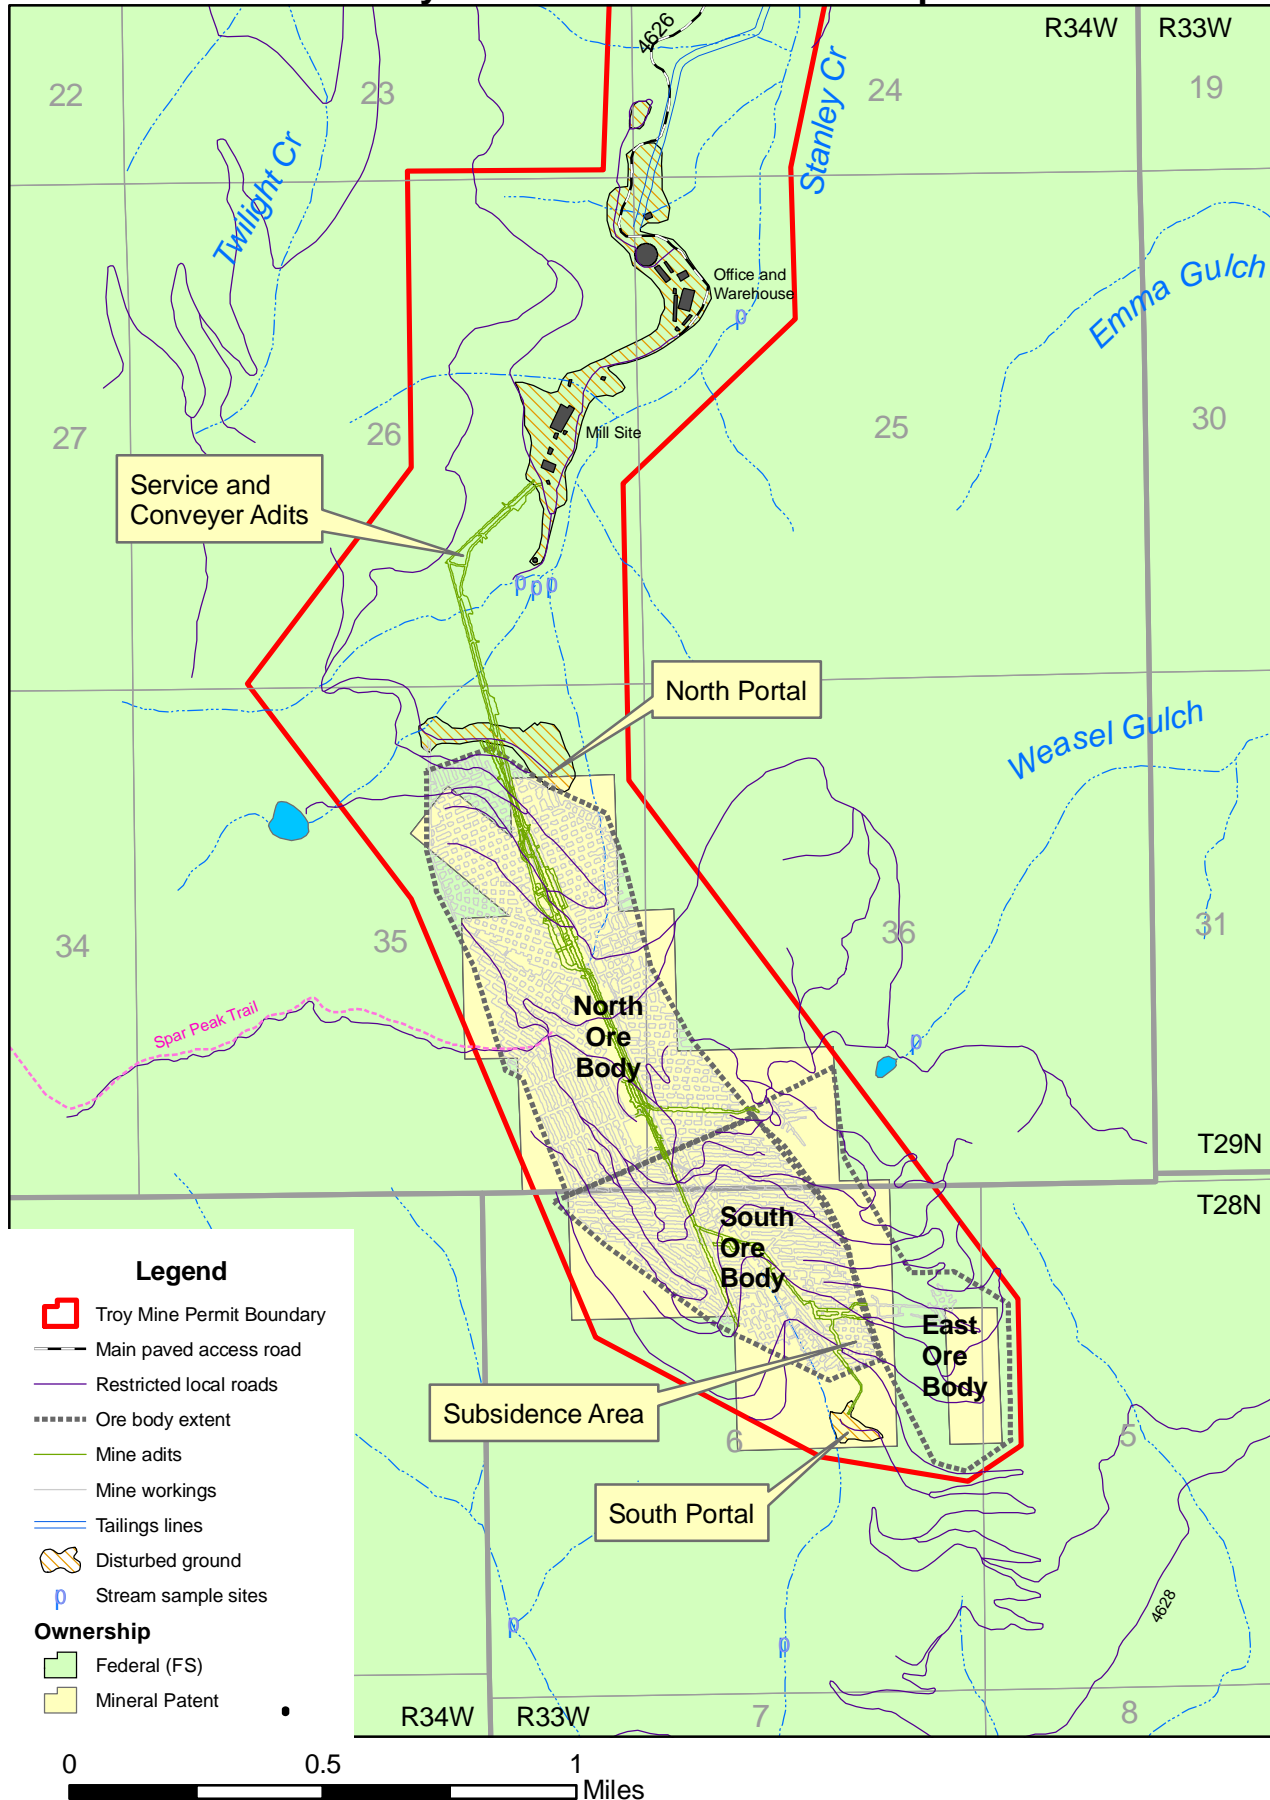 R34W
R33W
4626
22
23
24
19
Stanley Cr
Twilight Cr
Emma Gulch
Office and
Warehouse
p
27
26
25
30
Mill Site
Service and
Conveyer Adits
p
p
p
North Portal
Weasel Gulch
34
35
36
31
Spar Peak Trail
North
Ore
Body
p
T29N
T28N
South
Ore
Body
East
Ore
Body
Subsidence Area
6
5
South Portal
4628
p
p
7
8
R34W
R33W
Legend
Troy Mine Permit Boundary
Main paved access road
Restricted local roads
Ore body extent
Mine adits
Mine workings
Tailings lines
Disturbed ground
p
Stream sample sites
Ownership
Federal (FS)
Mineral Patent
0
0.5
1
Miles